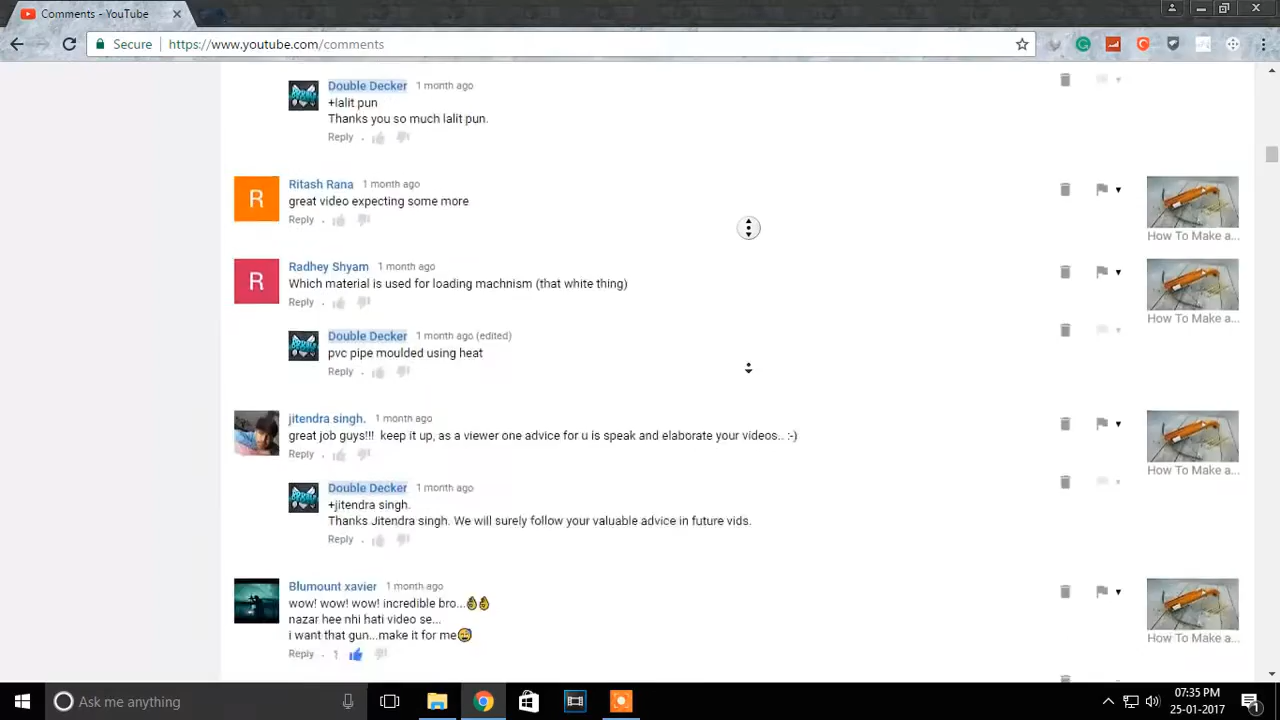 Comments - YouTube
Secure
https://www.youtube.com/comments
Double Decker 1 month ago
+lalit pun
Thanks you so much lalit pun.
Reply
R
Ritash Rana 1 month ago
great video expecting some more
Reply
How To Make a...
R
Radhey Shyam 1 month ago
Which material is used for loading machnism (that white thing)
Reply
How To Make a...
Double Decker 1 month ago (edited)
pvc pipe moulded using heat
Reply
jitendra singh. 1 month ago
great job guys!!! keep it up, as a viewer one advice for u is speak and elaborate your videos.. :-)
Reply
How To Make a...
Double Decker 1 month ago
+jitendra singh.
Thanks Jitendra singh. We will surely follow your valuable advice in future vids.
Reply
Blumount xavier 1 month ago
wow! wow! wow! incredible bro...👌👌
nazar hee nhi hati video se...
i want that gun...make it for me😅
Reply 1
How To Make a...
Ask me anything
07:35 PM
25-01-2017
1